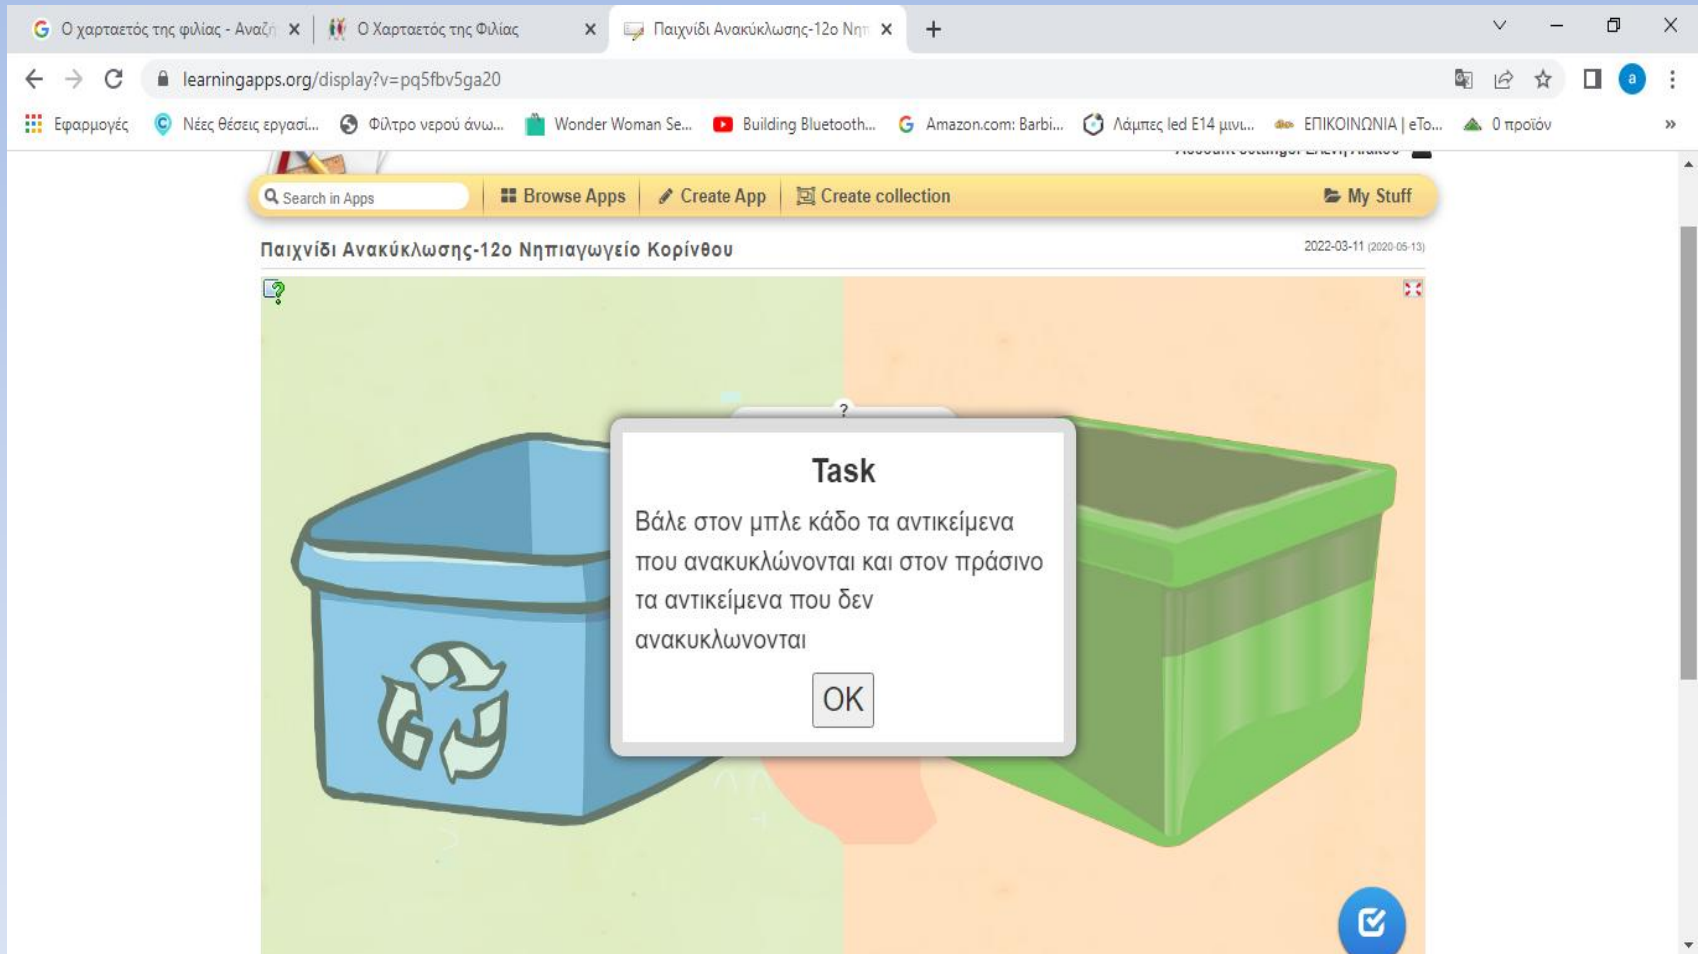 Ο χαρταετός της φιλίας - Αναζή
Ο Χαρταετός της Φιλίας
Παιχνίδι Ανακύκλωσης-12ο Νηπ
learningapps.org/display?v=pq5fbv5ga20
a
Εφαρμογές
Νέες θέσεις εργασί...
Φίλτρο νερού άνω...
Wonder Woman Se...
Building Bluetooth...
Amazon.com: Barbi...
Λάμπες led E14 μινι...
ΕΠΙΚΟΙΝΩΝΙΑ | eTo...
0 προϊόν
»
Search in Apps
Browse Apps
Create App
Create collection
My Stuff
Παιχνίδι Ανακύκλωσης-12ο Νηπιαγωγείο Κορίνθου
2022-03-11 (2020-05-13)
?
Task
Βάλε στον μπλε κάδο τα αντικείμενα
που ανακυκλώνονται και στον πράσινο
τα αντικείμενα που δεν
ανακυκλωνονται
OK